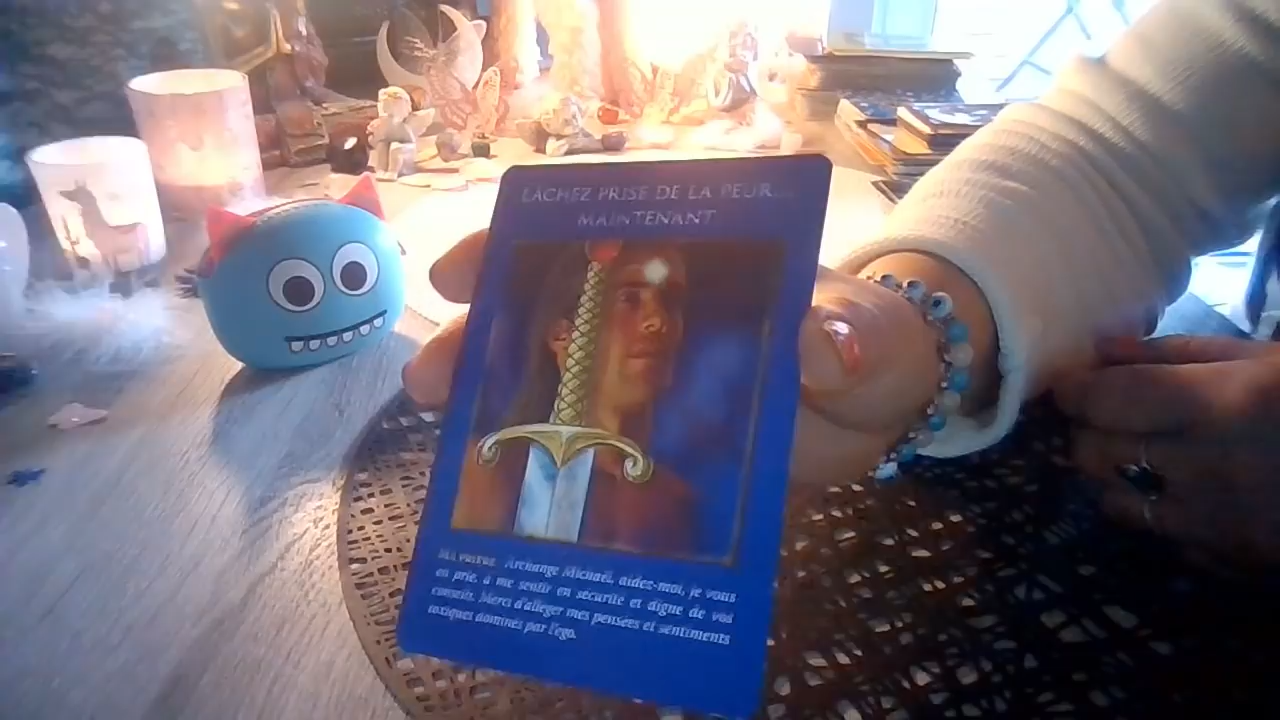 LÂCHEZ PRISE DE LA PEUR...
MAINTENANT
MA PRIÈRE Archange Michaël, aidez-moi, je vous
en prie, à me sentir en sécurité et digne de vos
conseils. Merci d'alléger mes pensées et sentiments
toxiques dominés par l'ego.